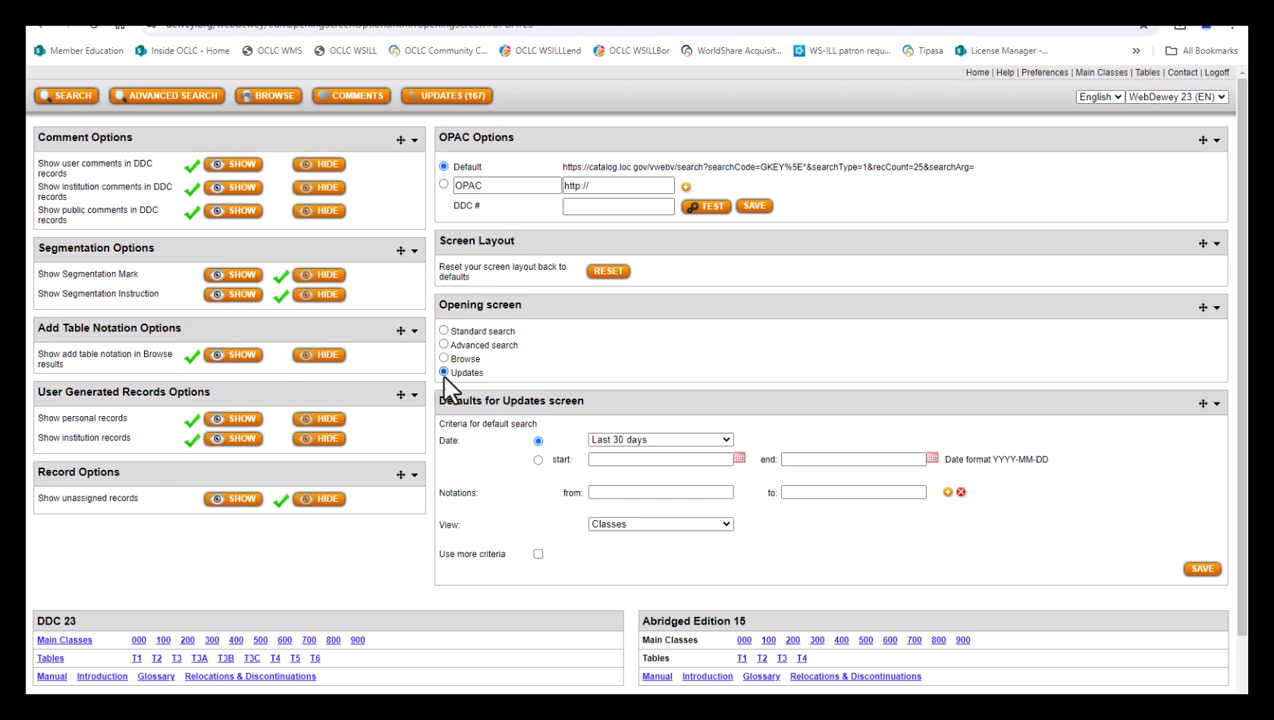 Member Education
Inside OCLC - Home
OCLC WMS
OCLC WSILL
OCLC Community C...
OCLC WSILLLend
OCLC WSILLBor
WorldShare Acquisit...
WS-ILL patron requ...
Tipasa
License Manager -...
»
All Bookmarks
Home | Help | Preferences | Main Classes | Tables | Contact | Logoff
SEARCH
ADVANCED SEARCH
BROWSE
COMMENTS
UPDATES (167)
English
WebDewey 23 (EN)
Comment Options
Show user comments in DDC
records
SHOW
HIDE
Show institution comments in DDC
records
SHOW
HIDE
Show public comments in DDC
records
SHOW
HIDE
Segmentation Options
Show Segmentation Mark
SHOW
HIDE
Show Segmentation Instruction
SHOW
HIDE
Add Table Notation Options
Show add table notation in Browse
results
SHOW
HIDE
User Generated Records Options
Show personal records
SHOW
HIDE
Show institution records
SHOW
HIDE
Record Options
Show unassigned records
SHOW
HIDE
OPAC Options
Default
https://catalog.loc.gov/vwebv/search?searchCode=GKEY%5E*&searchType=1&recCount=25&searchArg=
OPAC
http://
DDC #
TEST
SAVE
Screen Layout
Reset your screen layout back to
defaults
RESET
Opening screen
Standard search
Advanced search
Browse
Updates
for Updates screen
Criteria for default search
Date:
Last 30 days
start:
end:
Date format YYYY-MM-DD
Notations:
from:
to:
View:
Classes
Use more criteria
SAVE
DDC 23
Main Classes 000 100 200 300 400 500 600 700 800 900
Tables T1 T2 T3 T3A T3B T3C T4 T5 T6
Manual Introduction Glossary Relocations & Discontinuations
Abridged Edition 15
Main Classes 000 100 200 300 400 500 600 700 800 900
Tables T1 T2 T3 T4
Manual Introduction Glossary Relocations & Discontinuations